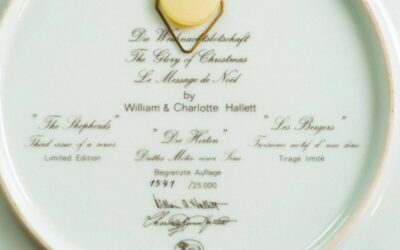 Die Weihnachtsbotschaft
The Glory of Christmas
Le Message de Noël
by
William & Charlotte Hallett
"The Shepherds" "Die Hirten" "Les Bergers"
Third issue of a series Drittes Motiv einer Serie Troisième motif d'une série
Limited Edition Begrenzte Auflage Tirage limité
1541 /25 000